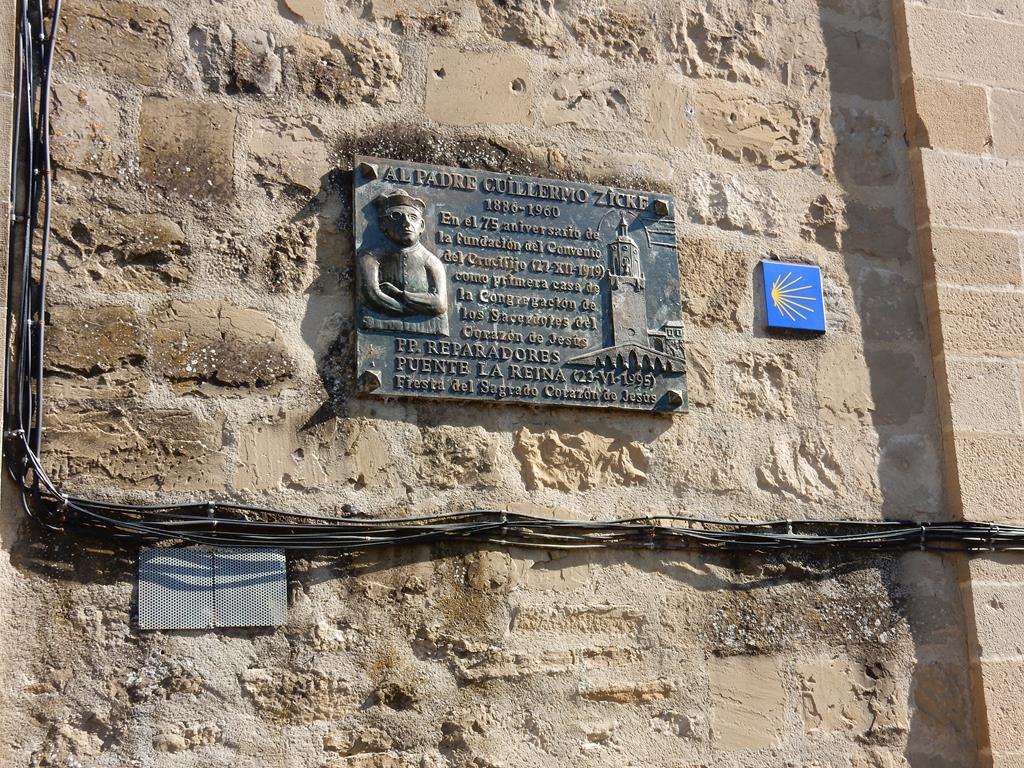 AL PADRE GUILLERMO ZICKE
1886-1960
En el 75 aniversario de
la fundación del Convento
del Crucifijo (27-XII-1919)
como primera casa de
la Congregación de
los Sacerdotes del
Corazón de Jesús
PP. REPARADORES
PUENTE LA REINA (23-VI-1995)
Fiesta del Sagrado Corazón de Jesús